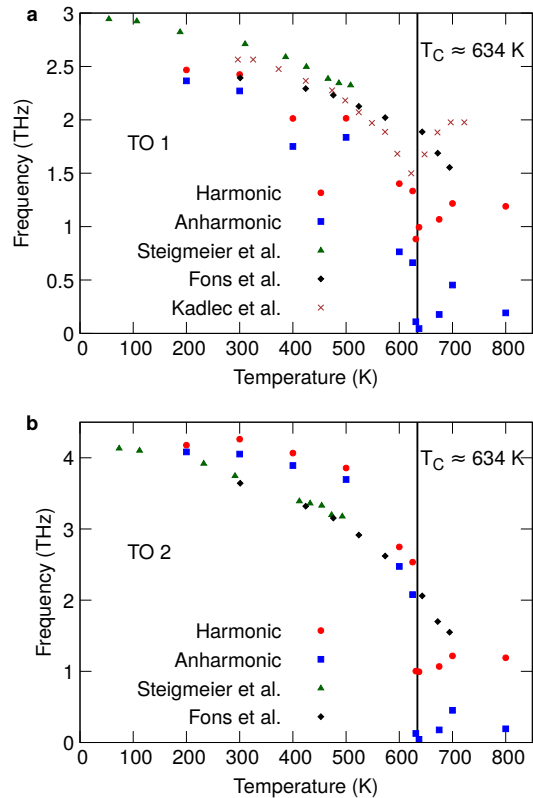 a
3
2.5
2
1.5
1
0.5
0
T_C ≈ 634 K
TO 1
Harmonic
Anharmonic
Steigmeier et al.
Fons et al.
Kadlec et al.
Frequency (THz)
0 100 200 300 400 500 600 700 800
Temperature (K)
b
4
3
2
1
0
T_C ≈ 634 K
TO 2
Harmonic
Anharmonic
Steigmeier et al.
Fons et al.
Frequency (THz)
0 100 200 300 400 500 600 700 800
Temperature (K)